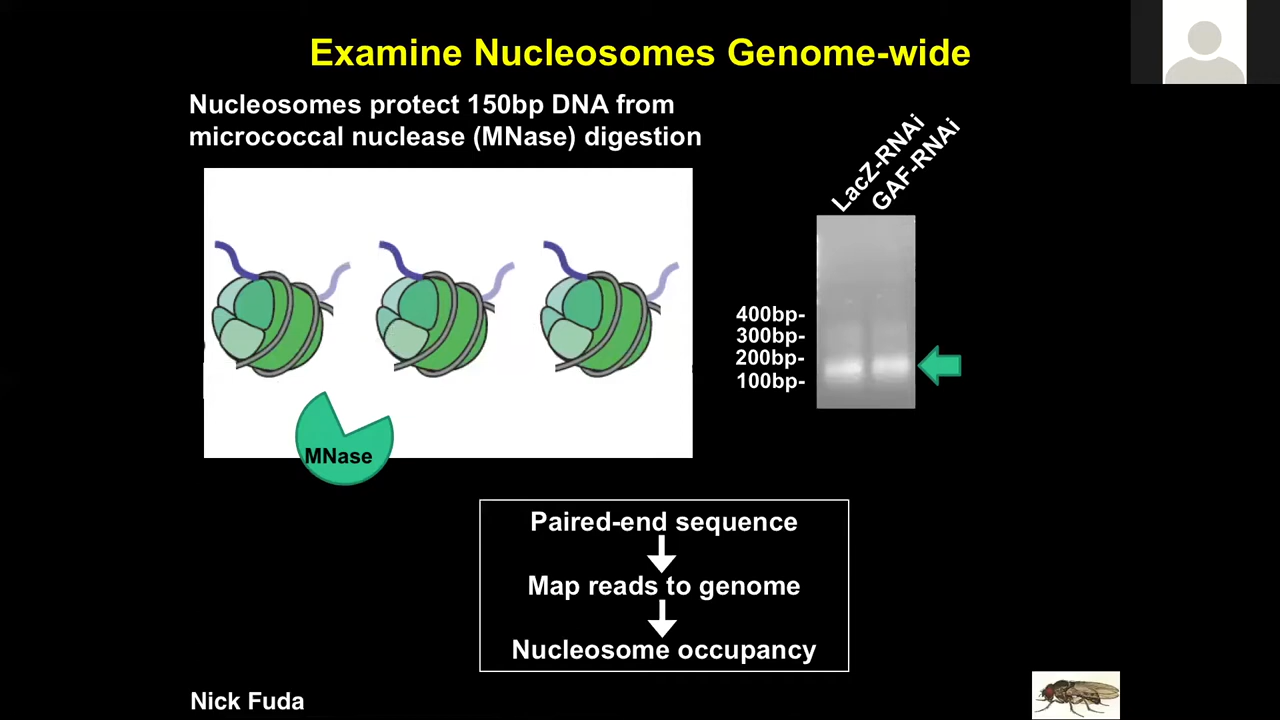 Examine Nucleosomes Genome-wide
Nucleosomes protect 150bp DNA from
micrococcal nuclease (MNase) digestion
LacZ-RNAi
GAF-RNAi
400bp-
300bp-
200bp-
100bp-
MNase
Paired-end sequence
Map reads to genome
Nucleosome occupancy
Nick Fuda